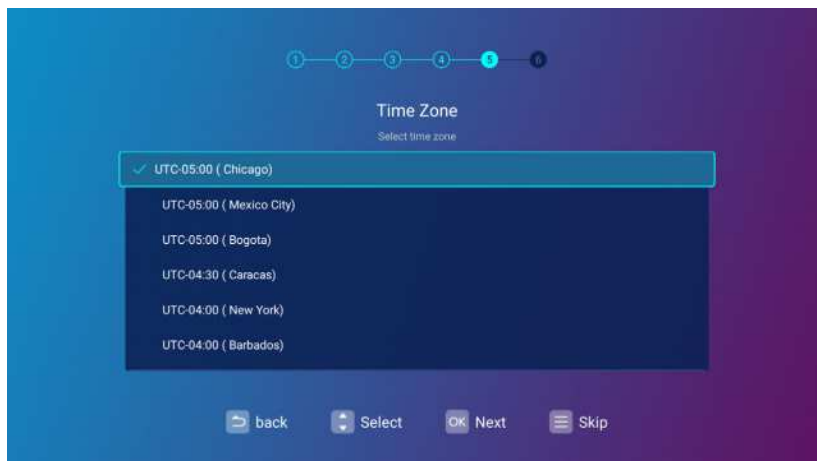 1 2 3 4 5 6
Time Zone
Select time zone
UTC-05:00 ( Chicago)
UTC-05:00 ( Mexico City)
UTC-05:00 ( Bogota)
UTC-04:30 ( Caracas)
UTC-04:00 ( New York)
UTC-04:00 ( Barbados)
back Select OK Next Skip